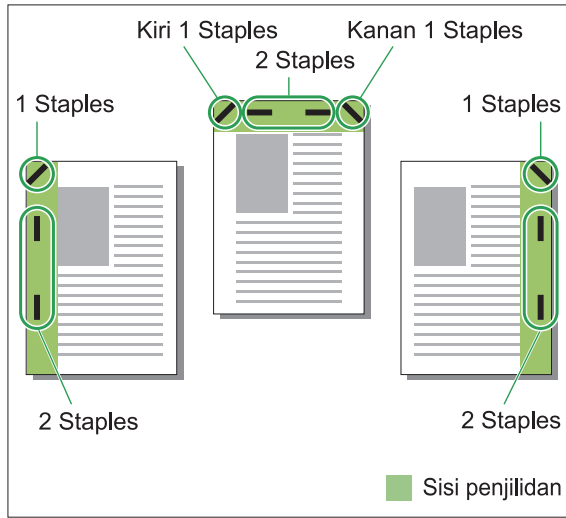 Kiri 1 Staples
Kanan 1 Staples
2 Staples
1 Staples
1 Staples
2 Staples
2 Staples
Sisi penjilidan